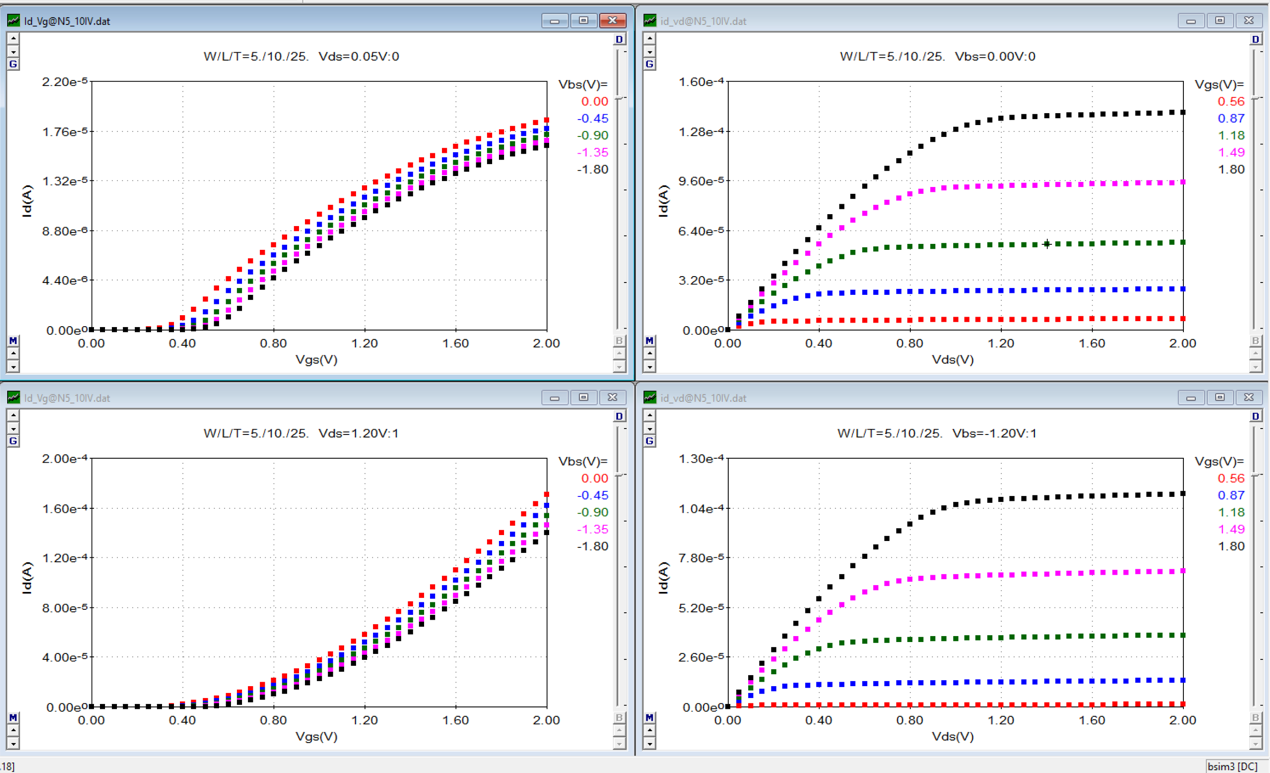 Id_Vg@N5_10IV.dat
D
G
W/L/T=5./10./25. Vds=0.05V:0
2.20e-5
1.76e-5
1.32e-5
8.80e-6
4.40e-6
0.00e0
Id(A)
0.00 0.40 0.80 1.20 1.60 2.00
Vgs(V)
Vbs(V)=
0.00
-0.45
-0.90
-1.35
-1.80
M
B
id_vd@N5_10IV.dat
D
G
W/L/T=5./10./25. Vbs=0.00V:0
1.60e-4
1.28e-4
9.60e-5
6.40e-5
3.20e-5
0.00e0
Id(A)
0.00 0.40 0.80 1.20 1.60 2.00
Vds(V)
Vgs(V)=
0.56
0.87
1.18
1.49
1.80
M
B
Id_Vg@N5_10IV.dat
D
G
W/L/T=5./10./25. Vds=1.20V:1
2.00e-4
1.60e-4
1.20e-4
8.00e-5
4.00e-5
0.00e0
Id(A)
0.00 0.40 0.80 1.20 1.60 2.00
Vgs(V)
Vbs(V)=
0.00
-0.45
-0.90
-1.35
-1.80
M
B
id_vd@N5_10IV.dat
D
G
W/L/T=5./10./25. Vbs=-1.20V:1
1.30e-4
1.04e-4
7.80e-5
5.20e-5
2.60e-5
0.00e0
Id(A)
0.00 0.40 0.80 1.20 1.60 2.00
Vds(V)
Vgs(V)=
0.56
0.87
1.18
1.49
1.80
M
B
.18]
bsim3 [DC]